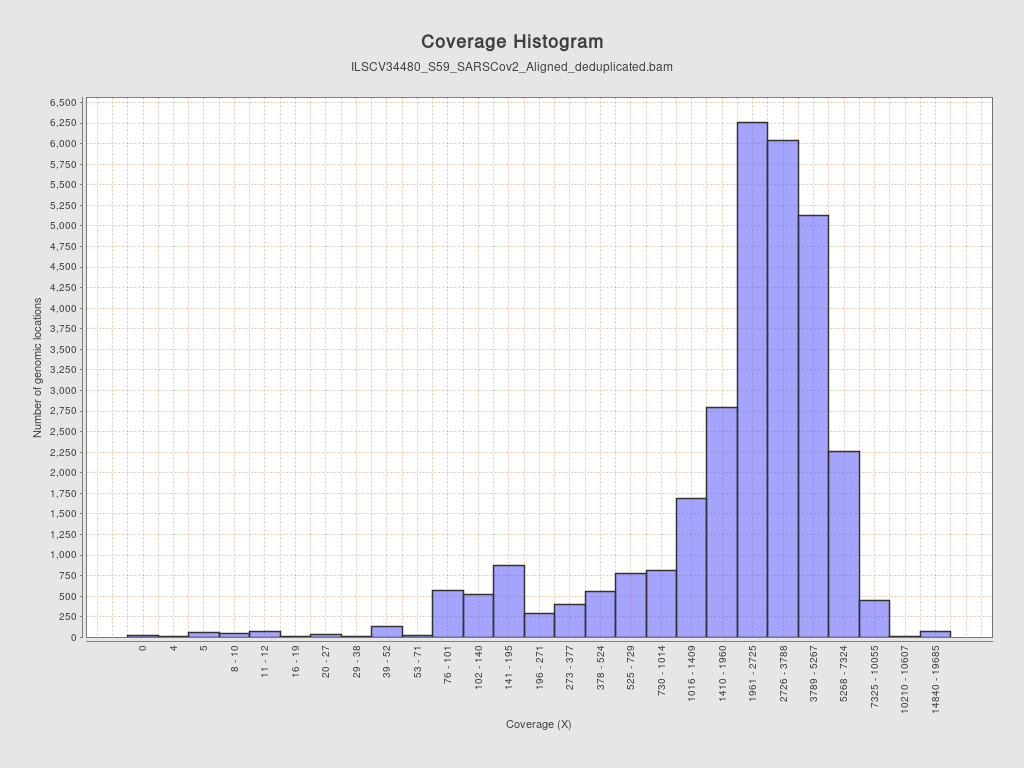 Coverage Histogram
ILSCV34480_S59_SARSCov2_Aligned_deduplicated.bam
Number of genomic locations
6,500
6,250
6,000
5,750
5,500
5,250
5,000
4,750
4,500
4,250
4,000
3,750
3,500
3,250
3,000
2,750
2,500
2,250
2,000
1,750
1,500
1,250
1,000
750
500
250
0
0
4
5
8 - 10
11 - 12
16 - 19
20 - 27
29 - 38
39 - 52
53 - 71
76 - 101
102 - 140
141 - 195
196 - 271
273 - 377
378 - 524
525 - 729
730 - 1014
1016 - 1409
1410 - 1960
1961 - 2725
2726 - 3788
3789 - 5267
5268 - 7324
7325 - 10055
10210 - 10607
14840 - 19685
Coverage (X)